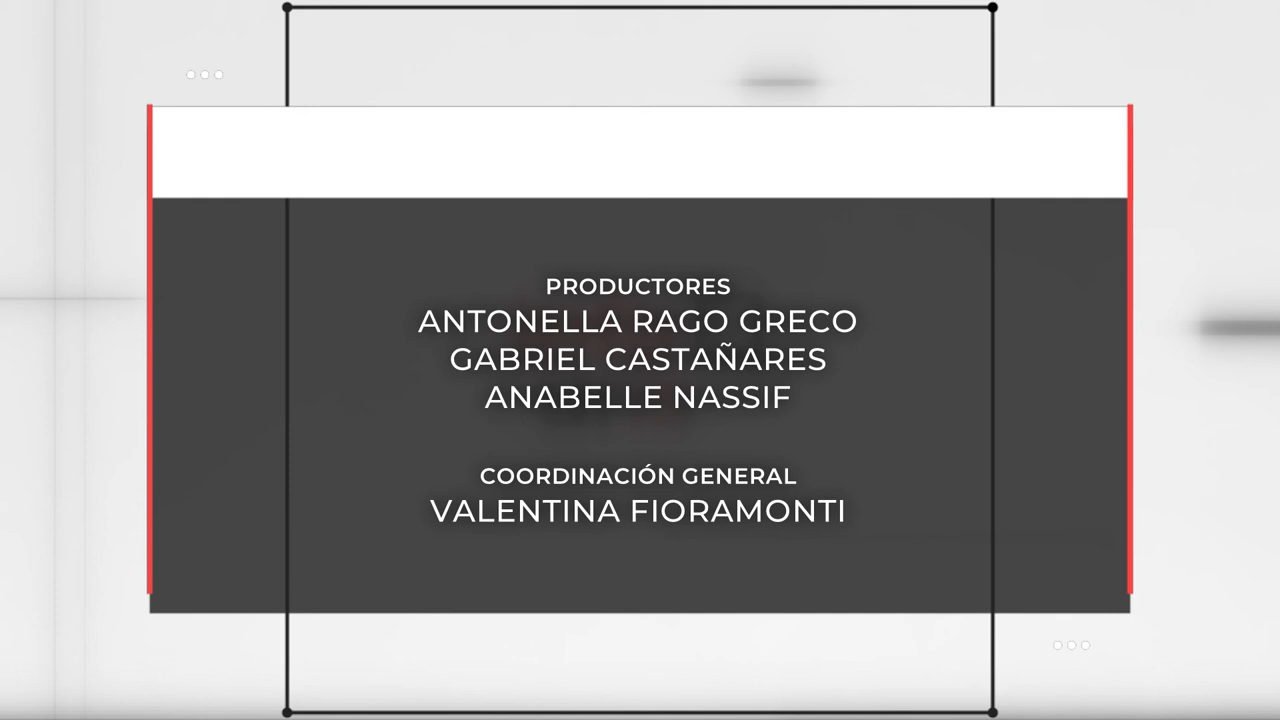 PRODUCTORES
ANTONELLA RAGO GRECO
GABRIEL CASTAÑARES
ANABELLE NASSIF
COORDINACIÓN GENERAL
VALENTINA FIORAMONTI